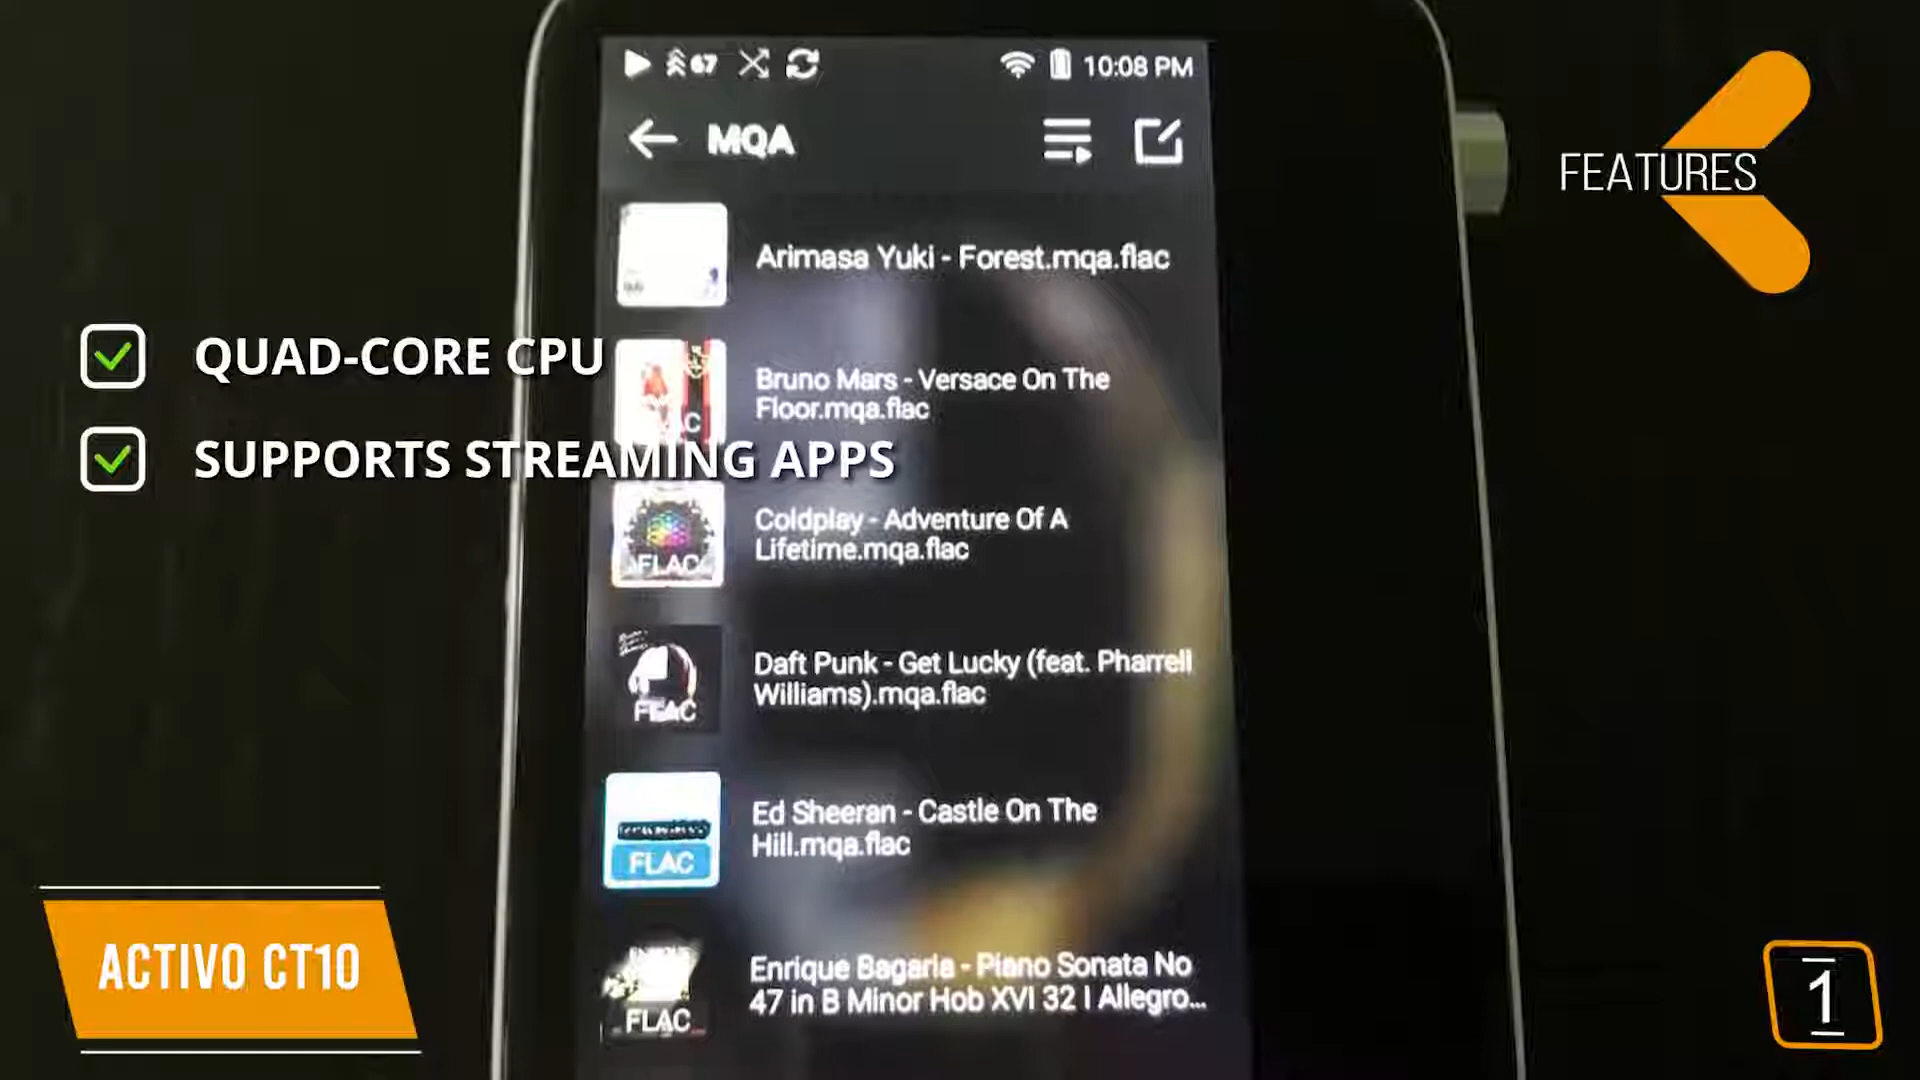 67
10:08 PM
MQA
FEATURES
Arimasa Yuki - Forest.mqa.flac
QUAD-CORE CPU
Bruno Mars - Versace On The
Floor.mqa.flac
SUPPORTS STREAMING APPS
Coldplay - Adventure Of A
Lifetime.mqa.flac
FLAC
Daft Punk - Get Lucky (feat. Pharrell
Williams).mqa.flac
FLAC
Ed Sheeran - Castle On The
Hill.mqa.flac
FLAC
Enrique Bagaria - Piano Sonata No
47 in B Minor Hob XVI 32 I Allegro...
FLAC
ACTIVO CT10
1